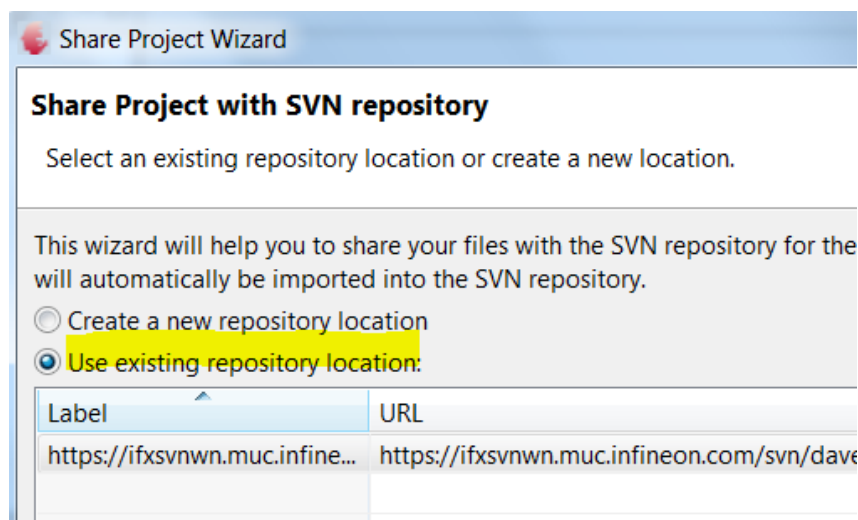 Share Project Wizard
Share Project with SVN repository
Select an existing repository location or create a new location.
This wizard will help you to share your files with the SVN repository for the
will automatically be imported into the SVN repository.
Create a new repository location
Use existing repository location:
Label URL
https://ifxsvnwn.muc.infine... https://ifxsvnwn.muc.infineon.com/svn/dave